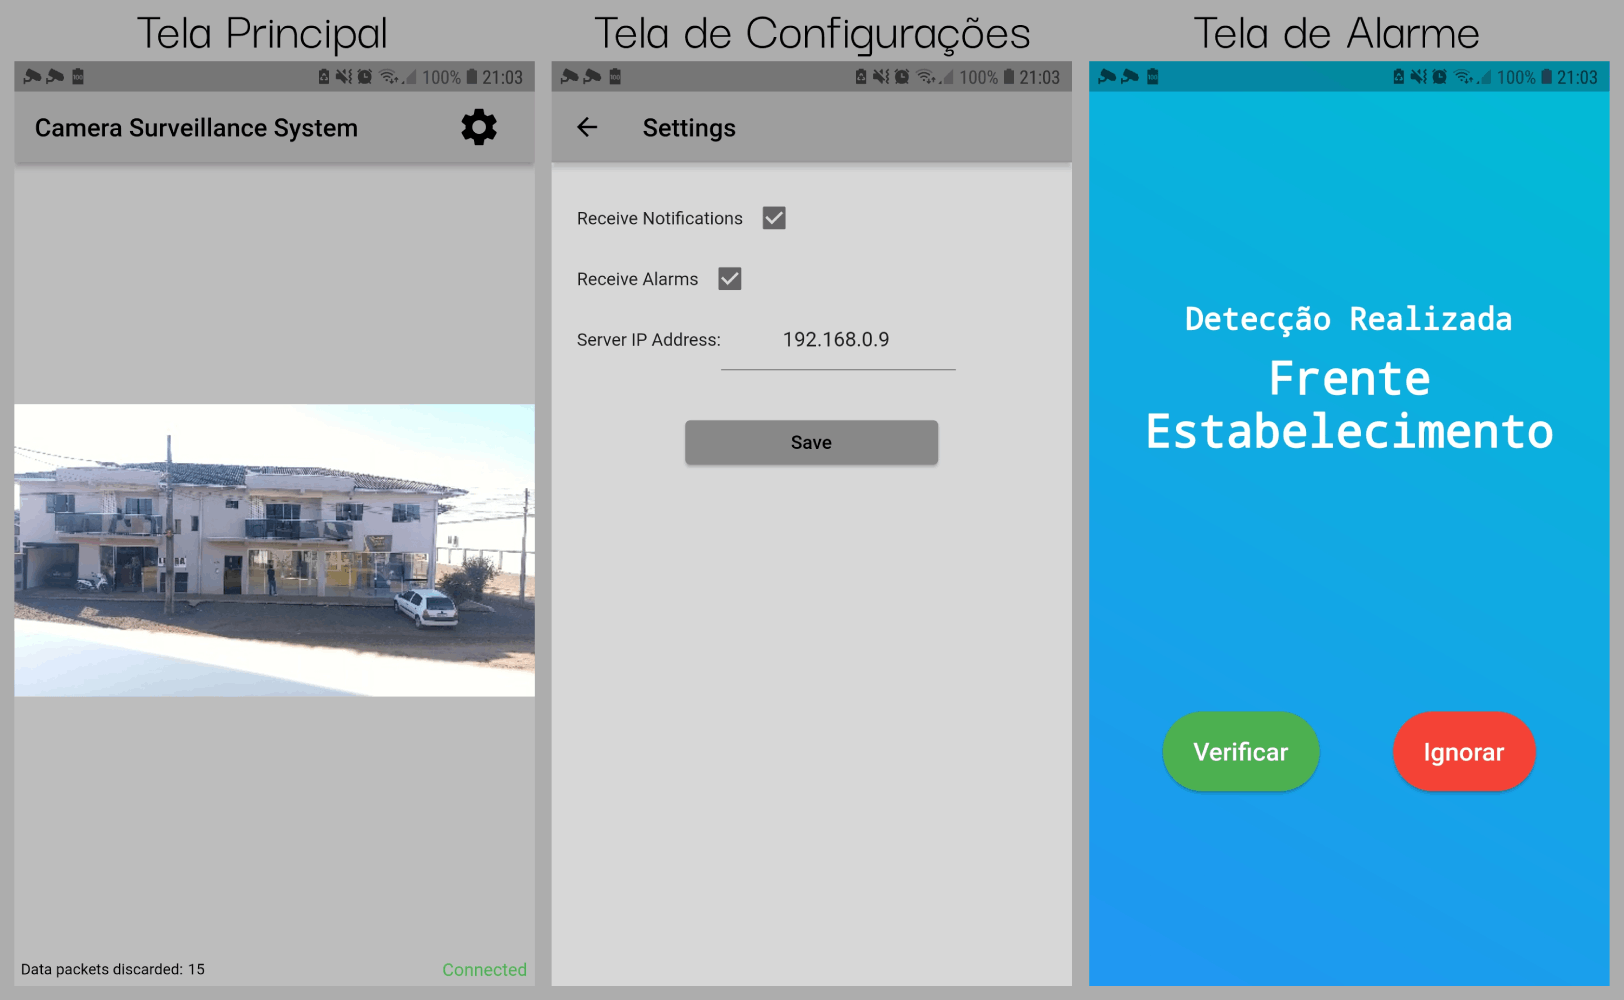 Tela Principal
100% 21:03
Camera Surveillance System
Data packets discarded: 15
Connected
Tela de Configurações
100% 21:03
Settings
Receive Notifications
Receive Alarms
Server IP Address: 192.168.0.9
Save
Tela de Alarme
100% 21:03
Detecção Realizada
Frente
Estabelecimento
Verificar
Ignorar